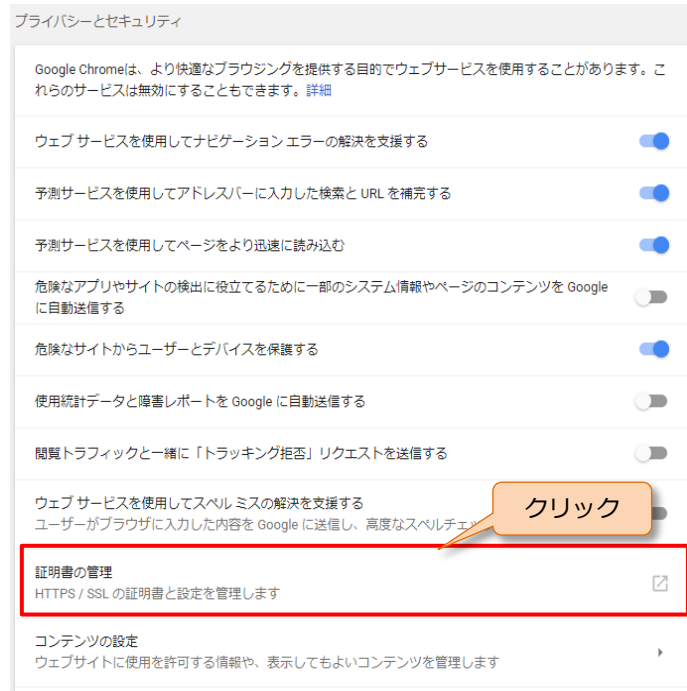 プライバシーとセキュリティ
Google Chromeは、より快適なブラウジングを提供する目的でウェブサービスを使用することがあります。こ
れらのサービスは無効にすることもできます。詳細
ウェブ サービスを使用してナビゲーション エラーの解決を支援する
予測サービスを使用してアドレスバーに入力した検索と URL を補完する
予測サービスを使用してページをより迅速に読み込む
危険なアプリやサイトの検出に役立てるために一部のシステム情報やページのコンテンツを Google
に自動送信する
危険なサイトからユーザーとデバイスを保護する
使用統計データと障害レポートを Google に自動送信する
閲覧トラフィックと一緒に「トラッキング拒否」リクエストを送信する
ウェブ サービスを使用してスペル ミスの解決を支援する
ユーザーがブラウザに入力した内容を Google に送信し、高度なスペルチェッ
クリック
証明書の管理
HTTPS / SSL の証明書と設定を管理します
コンテンツの設定
ウェブサイトに使用を許可する情報や、表示してもよいコンテンツを管理します